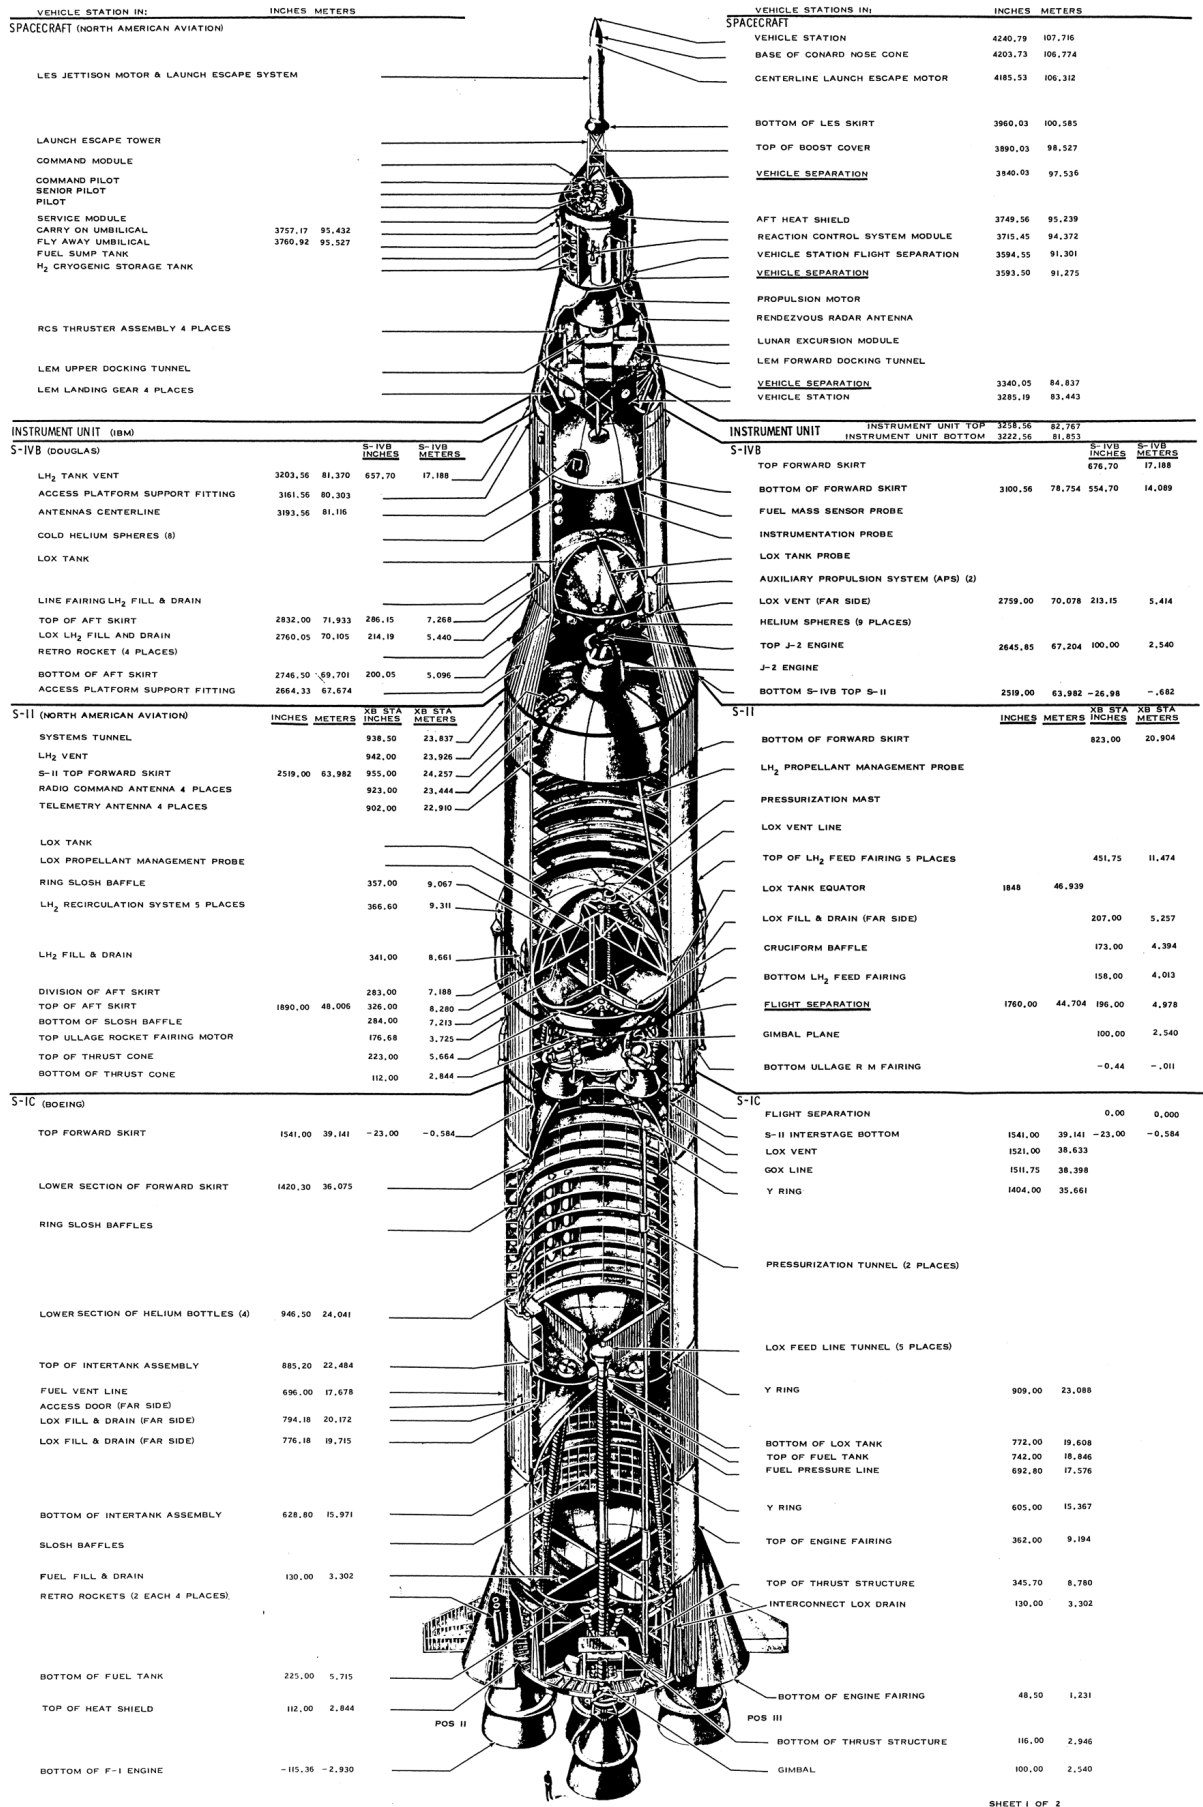 VEHICLE STATION IN: INCHES METERS
SPACECRAFT (NORTH AMERICAN AVIATION)
LES JETTISON MOTOR & LAUNCH ESCAPE SYSTEM
LAUNCH ESCAPE TOWER
COMMAND MODULE
COMMAND PILOT
SENIOR PILOT
PILOT
SERVICE MODULE
CARRY ON UMBILICAL 3757.17 95.432
FLY AWAY UMBILICAL 3760.92 95.527
FUEL SUMP TANK
H2 CRYOGENIC STORAGE TANK
RCS THRUSTER ASSEMBLY 4 PLACES
LEM UPPER DOCKING TUNNEL
LEM LANDING GEAR 4 PLACES
INSTRUMENT UNIT (IBM)
S-IVB (DOUGLAS) S-IVB INCHES S-IVB METERS
LH2 TANK VENT 3203.56 81.370 657.70 17.188
ACCESS PLATFORM SUPPORT FITTING 3161.56 80.303
ANTENNAS CENTERLINE 3193.56 81.116
COLD HELIUM SPHERES (8)
LOX TANK
LINE FAIRING LH2 FILL & DRAIN
TOP OF AFT SKIRT 2832.00 71.933 286.15 7.268
LOX LH2 FILL AND DRAIN 2760.05 70.105 214.19 5.440
RETRO ROCKET (4 PLACES)
BOTTOM OF AFT SKIRT 2746.50 69.701 200.05 5.096
ACCESS PLATFORM SUPPORT FITTING 2664.33 67.674
S-II (NORTH AMERICAN AVIATION) INCHES METERS XB STA INCHES XB STA METERS
SYSTEMS TUNNEL 938.50 23.837
LH2 VENT 942.00 23.926
S-II TOP FORWARD SKIRT 2519.00 63.982 955.00 24.257
RADIO COMMAND ANTENNA 4 PLACES 923.00 23.444
TELEMETRY ANTENNA 4 PLACES 902.00 22.910
LOX TANK
LOX PROPELLANT MANAGEMENT PROBE
RING SLOSH BAFFLE 357.00 9.067
LH2 RECIRCULATION SYSTEM 5 PLACES 366.60 9.311
LH2 FILL & DRAIN 341.00 8.661
DIVISION OF AFT SKIRT 283.00 7.188
TOP OF AFT SKIRT 1890.00 48.006 326.00 8.280
BOTTOM OF SLOSH BAFFLE 284.00 7.213
TOP ULLAGE ROCKET FAIRING MOTOR 176.68 3.725
TOP OF THRUST CONE 223.00 5.664
BOTTOM OF THRUST CONE 112.00 2.844
S-IC (BOEING)
TOP FORWARD SKIRT 1541.00 39.141 -23.00 -0.584
LOWER SECTION OF FORWARD SKIRT 1420.30 36.075
RING SLOSH BAFFLES
LOWER SECTION OF HELIUM BOTTLES (4) 946.50 24.041
TOP OF INTERTANK ASSEMBLY 885.20 22.484
FUEL VENT LINE 696.00 17.678
ACCESS DOOR (FAR SIDE)
LOX FILL & DRAIN (FAR SIDE) 794.18 20.172
LOX FILL & DRAIN (FAR SIDE) 776.18 19.715
BOTTOM OF INTERTANK ASSEMBLY 628.80 15.971
SLOSH BAFFLES
FUEL FILL & DRAIN 130.00 3.302
RETRO ROCKETS (2 EACH 4 PLACES)
BOTTOM OF FUEL TANK 225.00 5.715
TOP OF HEAT SHIELD 112.00 2.844
POS II
BOTTOM OF F-1 ENGINE -115.36 -2.930
VEHICLE STATIONS IN: INCHES METERS
SPACECRAFT
VEHICLE STATION 4240.79 107.716
BASE OF CONARD NOSE CONE 4203.73 106.774
CENTERLINE LAUNCH ESCAPE MOTOR 4185.53 106.312
BOTTOM OF LES SKIRT 3960.03 100.585
TOP OF BOOST COVER 3890.03 98.527
VEHICLE SEPARATION 3840.03 97.536
AFT HEAT SHIELD 3749.56 95.239
REACTION CONTROL SYSTEM MODULE 3715.45 94.372
VEHICLE STATION FLIGHT SEPARATION 3594.55 91.301
VEHICLE SEPARATION 3593.50 91.275
PROPULSION MOTOR
RENDEZVOUS RADAR ANTENNA
LUNAR EXCURSION MODULE
LEM FORWARD DOCKING TUNNEL
VEHICLE SEPARATION 3340.05 84.837
VEHICLE STATION 3285.19 83.443
INSTRUMENT UNIT INSTRUMENT UNIT TOP 3258.56 82.767
INSTRUMENT UNIT BOTTOM 3222.56 81.853
S-IVB S-IVB INCHES S-IVB METERS
TOP FORWARD SKIRT 676.70 17.188
BOTTOM OF FORWARD SKIRT 3100.56 78.754 554.70 14.089
FUEL MASS SENSOR PROBE
INSTRUMENTATION PROBE
LOX TANK PROBE
AUXILIARY PROPULSION SYSTEM (APS) (2)
LOX VENT (FAR SIDE) 2759.00 70.078 213.15 5.414
HELIUM SPHERES (9 PLACES)
TOP J-2 ENGINE 2645.85 67.204 100.00 2.540
J-2 ENGINE
BOTTOM S-IVB TOP S-II 2519.00 63.982 -26.98 -.682
S-II INCHES METERS XB STA INCHES XB STA METERS
BOTTOM OF FORWARD SKIRT 823.00 20.904
LH2 PROPELLANT MANAGEMENT PROBE
PRESSURIZATION MAST
LOX VENT LINE
TOP OF LH2 FEED FAIRING 5 PLACES 451.75 11.474
LOX TANK EQUATOR 1848 46.939
LOX FILL & DRAIN (FAR SIDE) 207.00 5.257
CRUCIFORM BAFFLE 173.00 4.394
BOTTOM LH2 FEED FAIRING 158.00 4.013
FLIGHT SEPARATION 1760.00 44.704 196.00 4.978
GIMBAL PLANE 100.00 2.540
BOTTOM ULLAGE R M FAIRING -0.44 -.011
S-IC
FLIGHT SEPARATION 0.00 0.000
S-II INTERSTAGE BOTTOM 1541.00 39.141 -23.00 -0.584
LOX VENT 1521.00 38.633
GOX LINE 1511.75 38.398
Y RING 1404.00 35.661
PRESSURIZATION TUNNEL (2 PLACES)
LOX FEED LINE TUNNEL (5 PLACES)
Y RING 909.00 23.088
BOTTOM OF LOX TANK 772.00 19.608
TOP OF FUEL TANK 742.00 18.846
FUEL PRESSURE LINE 692.80 17.576
Y RING 605.00 15.367
TOP OF ENGINE FAIRING 362.00 9.194
TOP OF THRUST STRUCTURE 345.70 8.780
INTERCONNECT LOX DRAIN 130.00 3.302
BOTTOM OF ENGINE FAIRING 48.50 1.231
POS III
BOTTOM OF THRUST STRUCTURE 116.00 2.946
GIMBAL 100.00 2.540
SHEET 1 OF 2